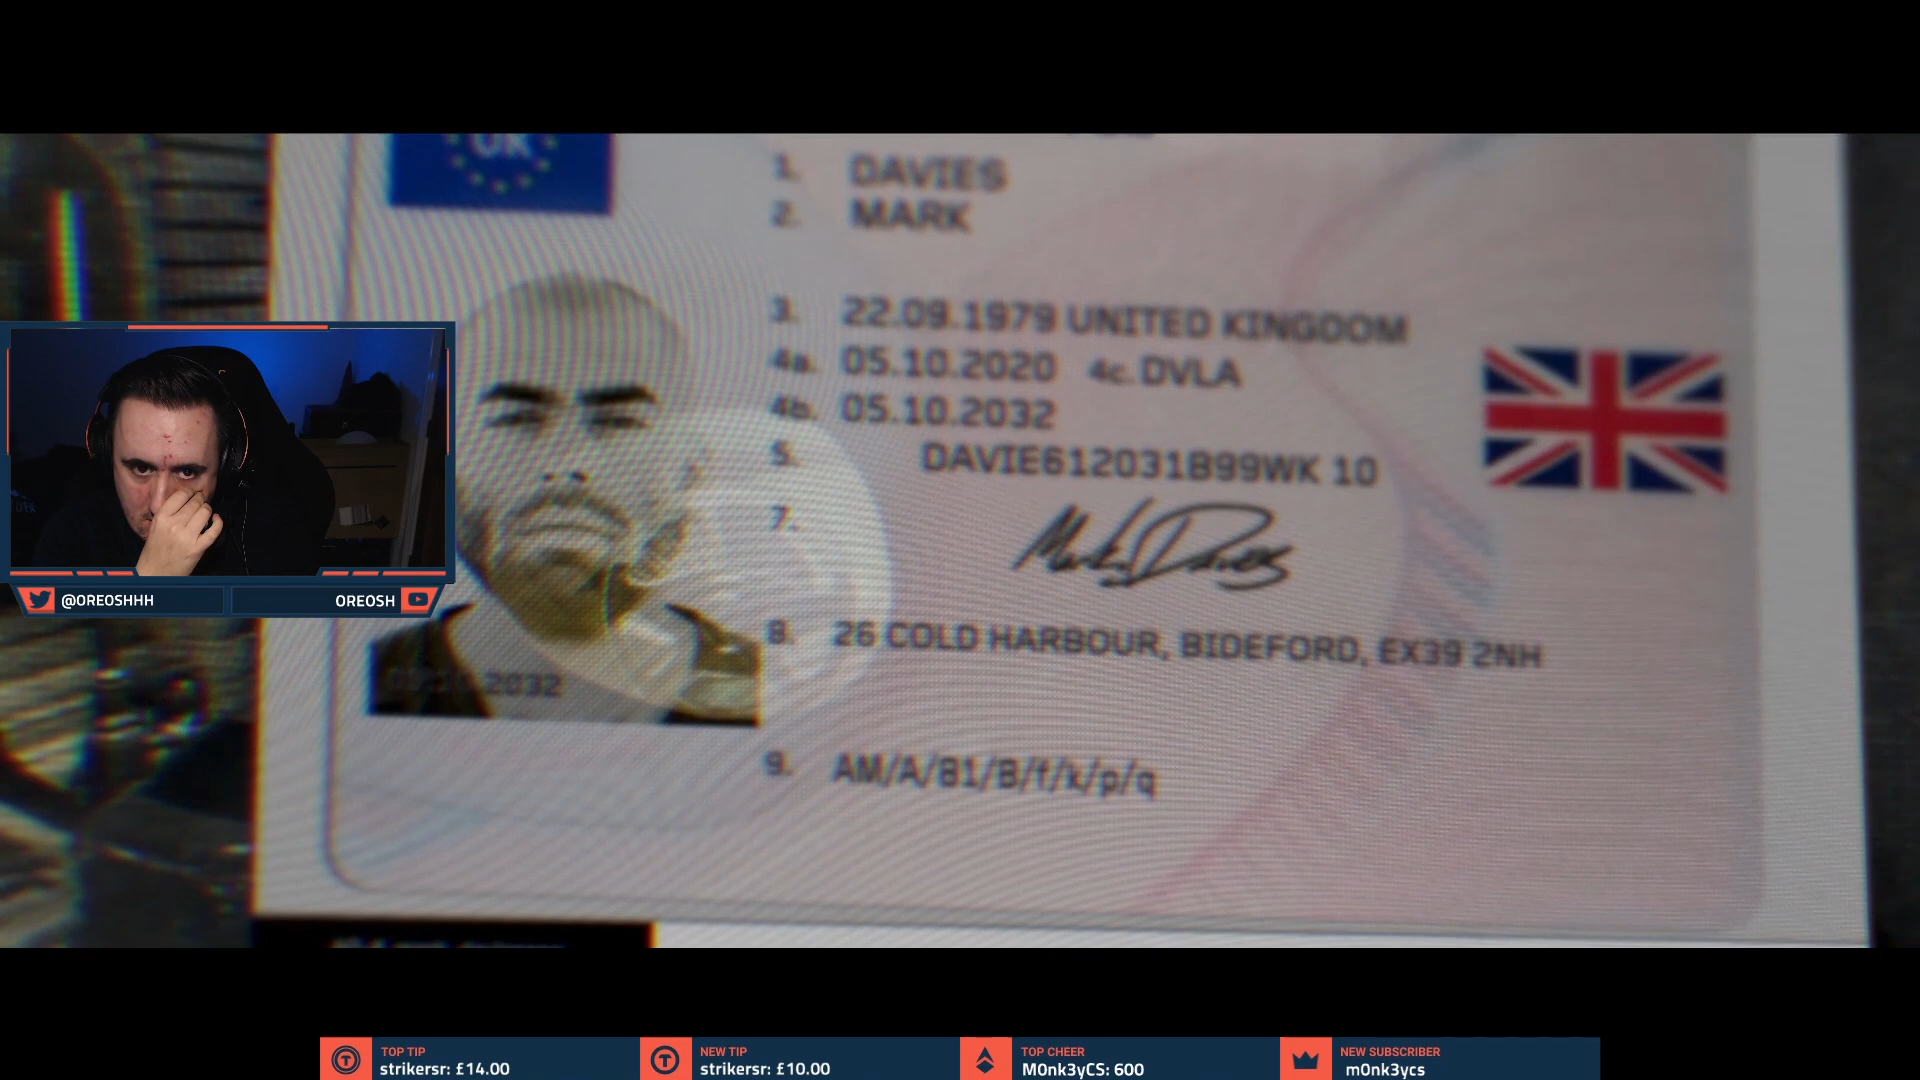 UK
1. DAVIES
2. MARK
3. 22.09.1979 UNITED KINGDOM
4a. 05.10.2020 4c. DVLA
4b. 05.10.2032
5. DAVIE612031B99WK 10
7. Mark Davies
8. 26 COLD HARBOUR, BIDEFORD, EX39 2NH
2032
9. AM/A/B1/B/f/k/p/q
@OREOSHHH
OREOSH
TOP TIP
strikersr: £14.00
NEW TIP
strikersr: £10.00
TOP CHEER
M0nk3yCS: 600
NEW SUBSCRIBER
m0nk3ycs